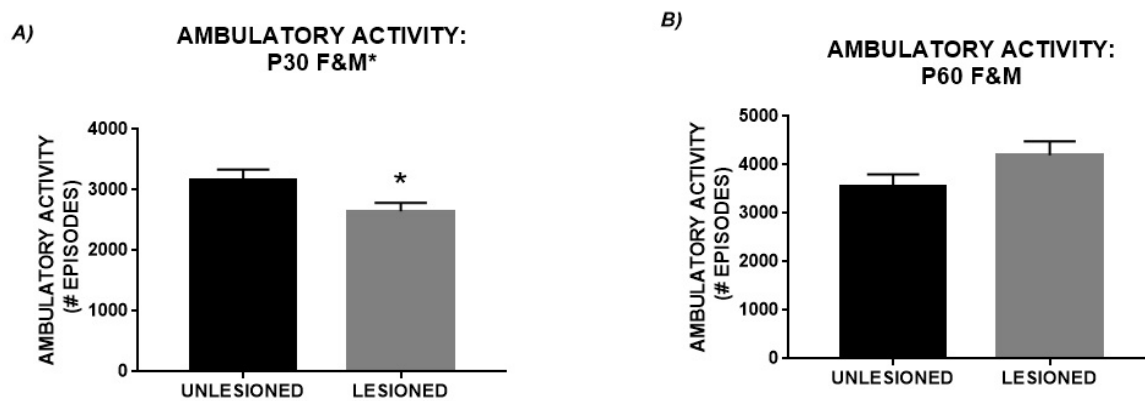 A)
AMBULATORY ACTIVITY:
P30 F&M*
AMBULATORY ACTIVITY
(# EPISODES)
4000
3000
2000
1000
0
*
UNLESIONED
LESIONED
B)
AMBULATORY ACTIVITY:
P60 F&M
AMBULATORY ACTIVITY
(# EPISODES)
5000
4000
3000
2000
1000
0
UNLESIONED
LESIONED